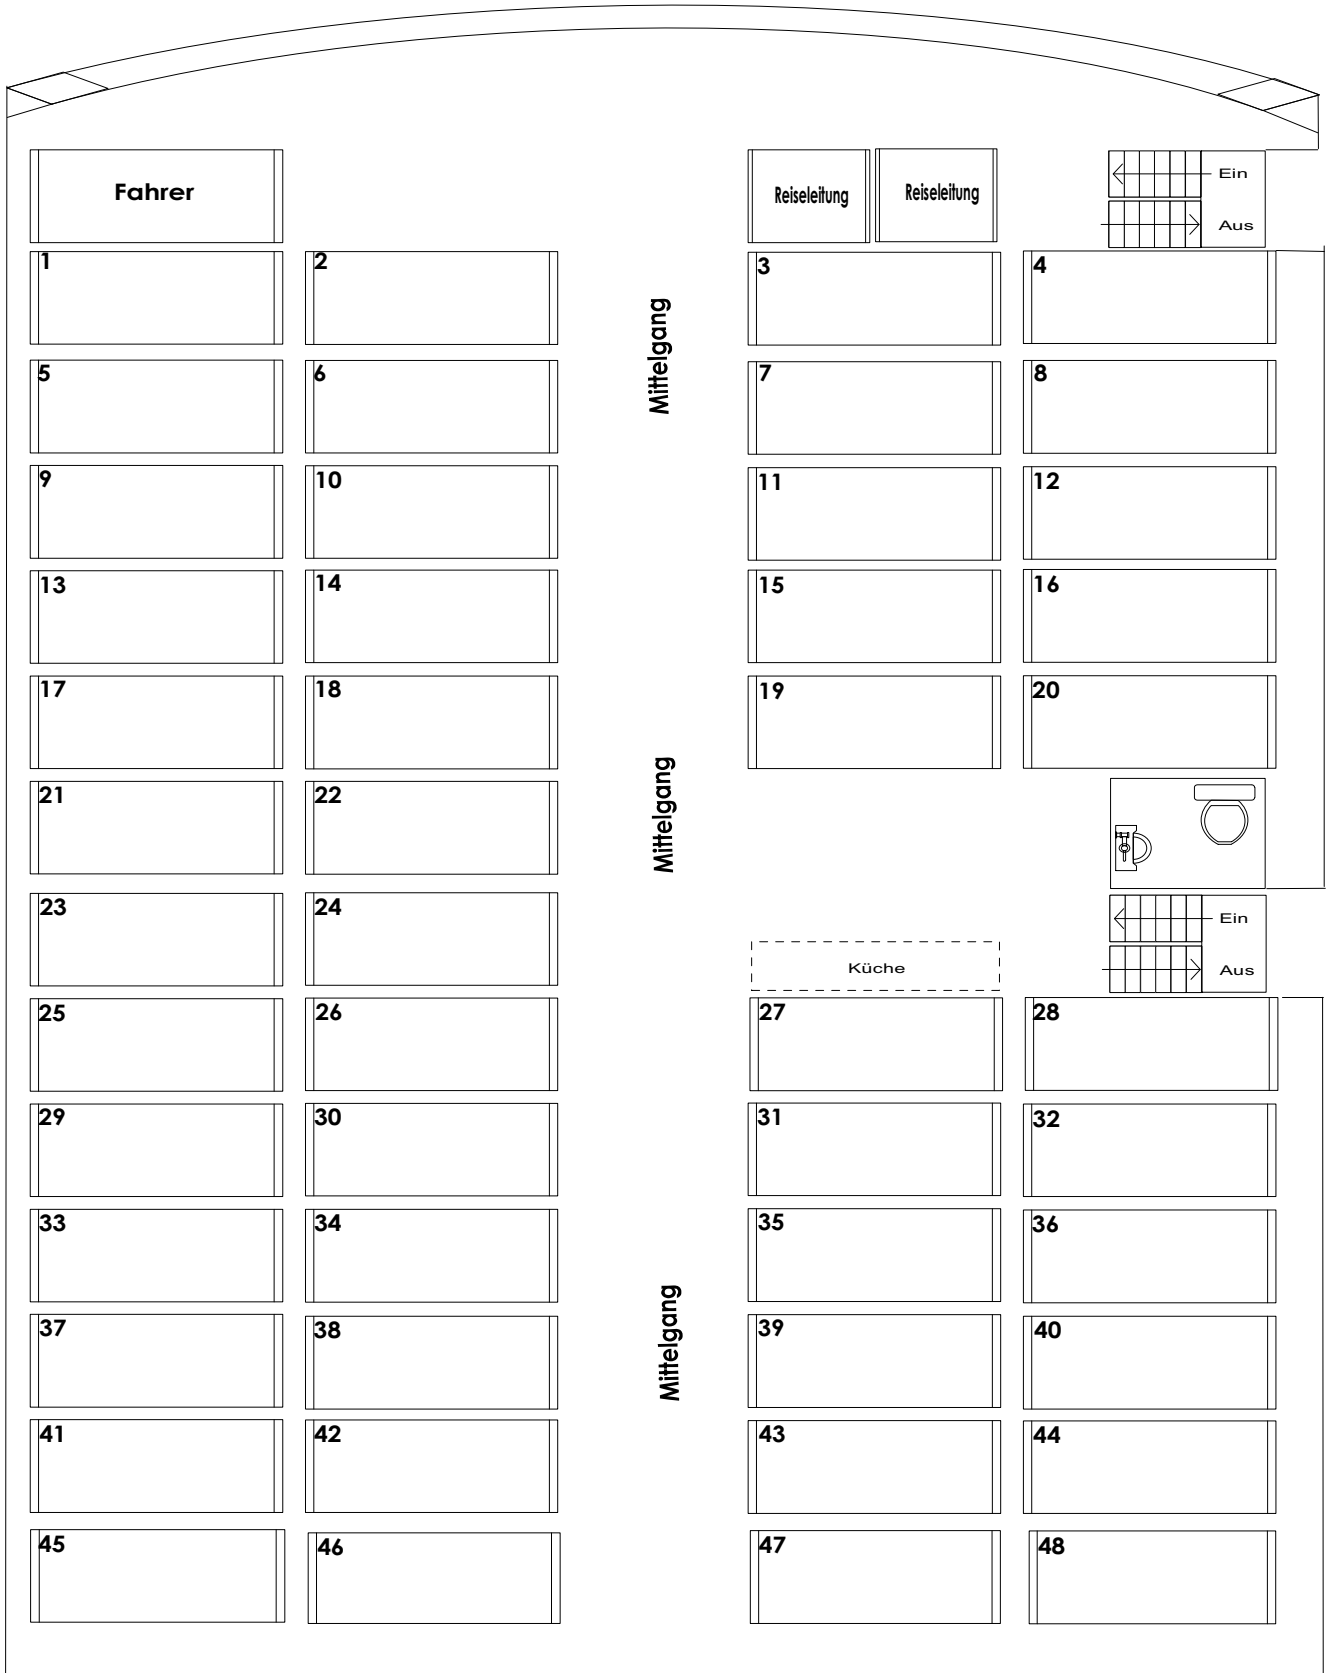 Fahrer
Reiseleitung
Reiseleitung
Ein
Aus
1 2 3 4
Mittelgang
5 6 7 8
9 10 11 12
13 14 15 16
17 18 19 20
Mittelgang
21 22
23 24
Ein
Küche
Aus
25 26 27 28
29 30 31 32
33 34 35 36
Mittelgang
37 38 39 40
41 42 43 44
45 46 47 48